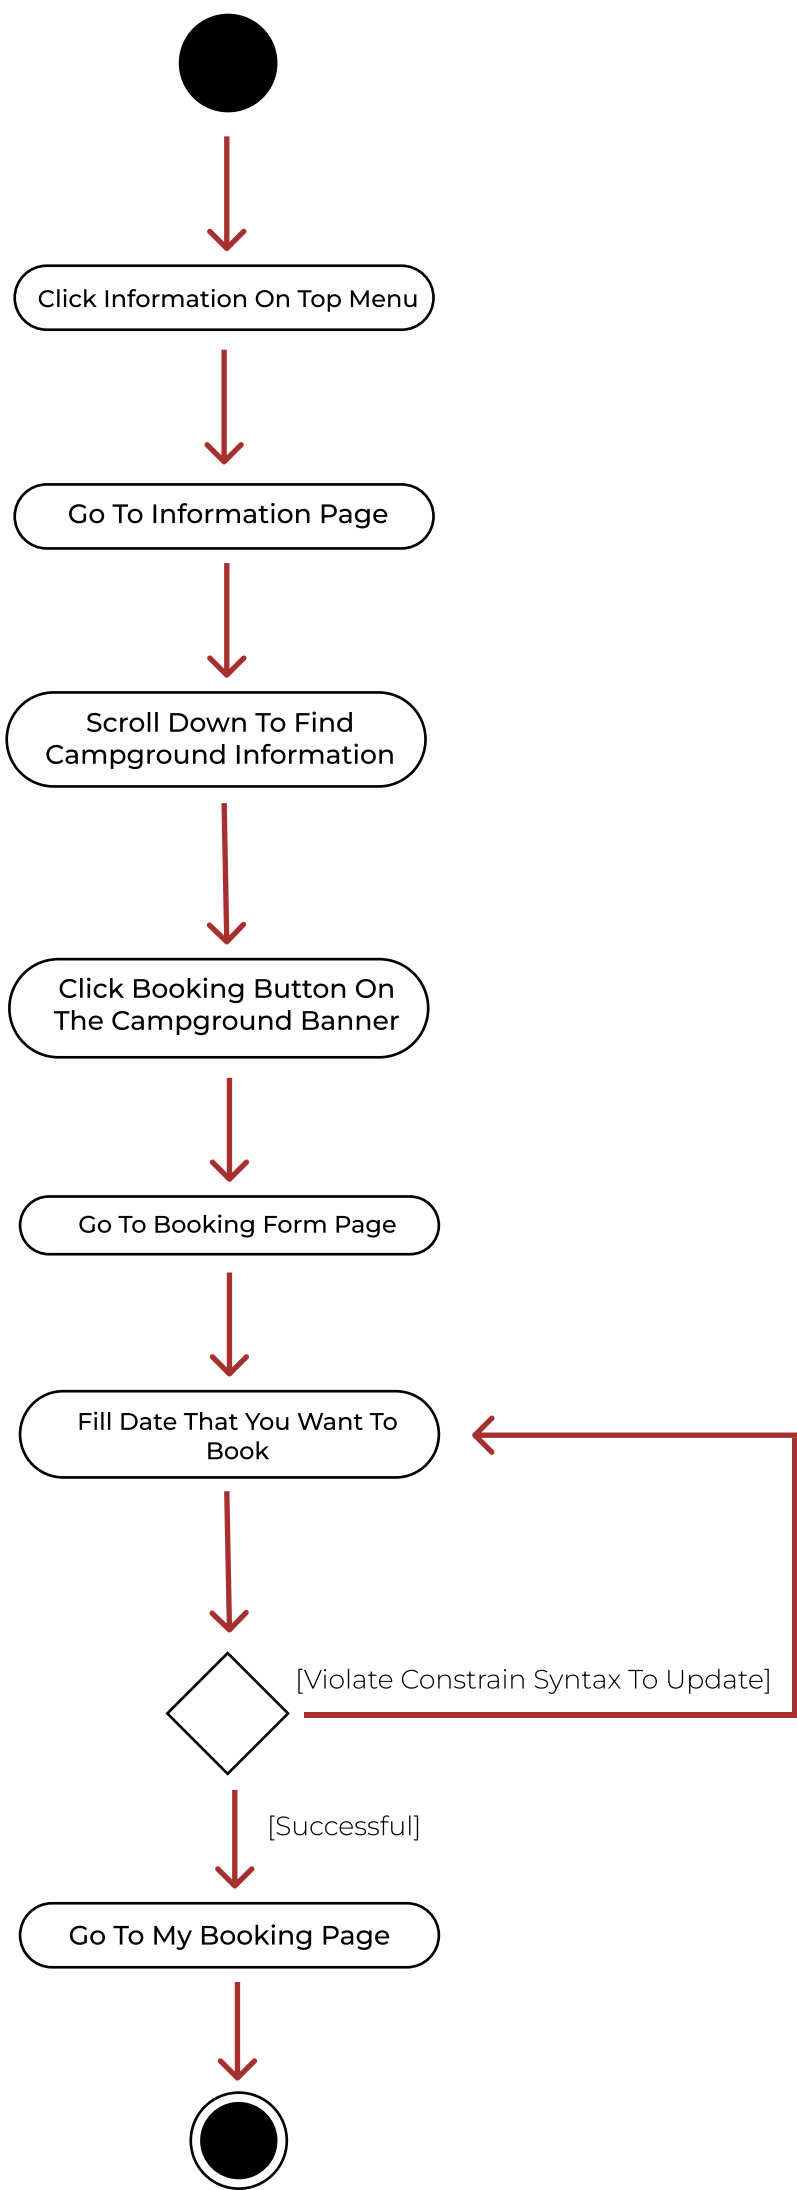 Click Information On Top Menu
Go To Information Page
Scroll Down To Find
Campground Information
Click Booking Button On
The Campground Banner
Go To Booking Form Page
Fill Date That You Want To
Book
[Violate Constrain Syntax To Update]
[Successful]
Go To My Booking Page